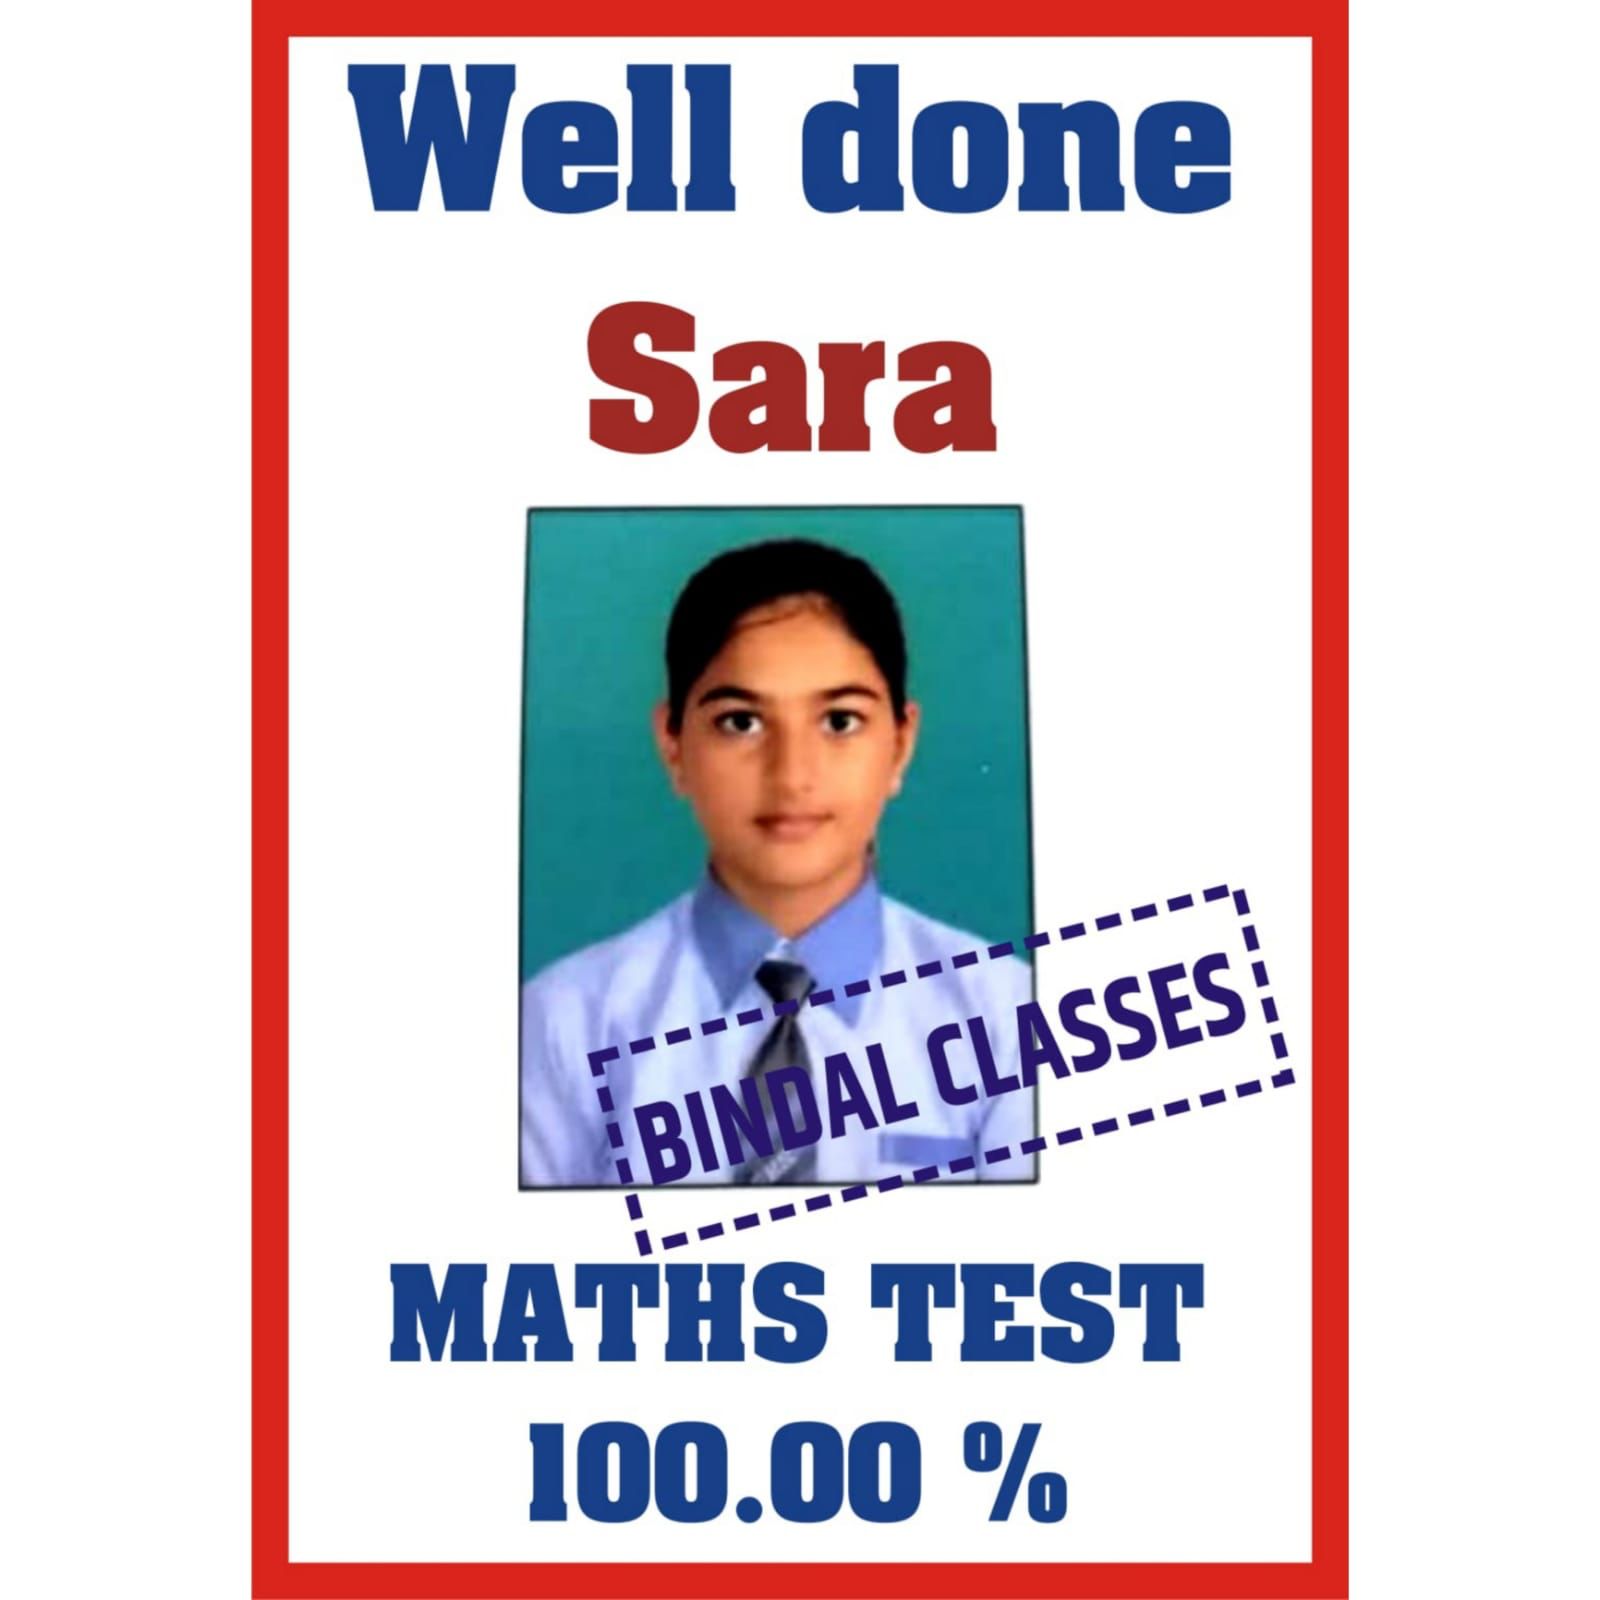 Well done
Sara
BINDAL CLASSES
MATHS TEST
100.00 %